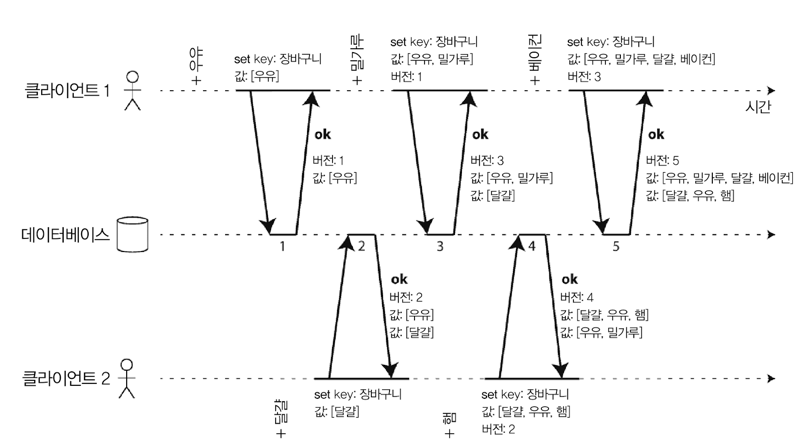 + 우유
set key: 장바구니
값: [우유]
+ 밀가루
set key: 장바구니
값: [우유, 밀가루]
버전: 1
+ 베이컨
set key: 장바구니
값: [우유, 밀가루, 달걀, 베이컨]
버전: 3
클라이언트 1
시간
ok
버전: 1
값: [우유]
ok
버전: 3
값: [우유, 밀가루]
값: [달걀]
ok
버전: 5
값: [우유, 밀가루, 달걀, 베이컨]
값: [달걀, 우유, 햄]
데이터베이스
1
2
3
4
5
ok
버전: 2
값: [우유]
값: [달걀]
ok
버전: 4
값: [달걀, 우유, 햄]
값: [우유, 밀가루]
클라이언트 2
+ 달걀
set key: 장바구니
값: [달걀]
+ 햄
set key: 장바구니
값: [달걀, 우유, 햄]
버전: 2